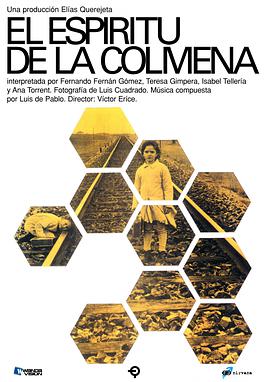 Una producción Elías Querejeta
EL ESPIRITU
DE LA COLMENA
interpretada por Fernando Fernán Gómez, Teresa Gimpera, Isabel Tellería
y Ana Torrent. Fotografía de Luis Cuadrado. Música compuesta
por Luis de Pablo. Director: Víctor Erice.
nirvana